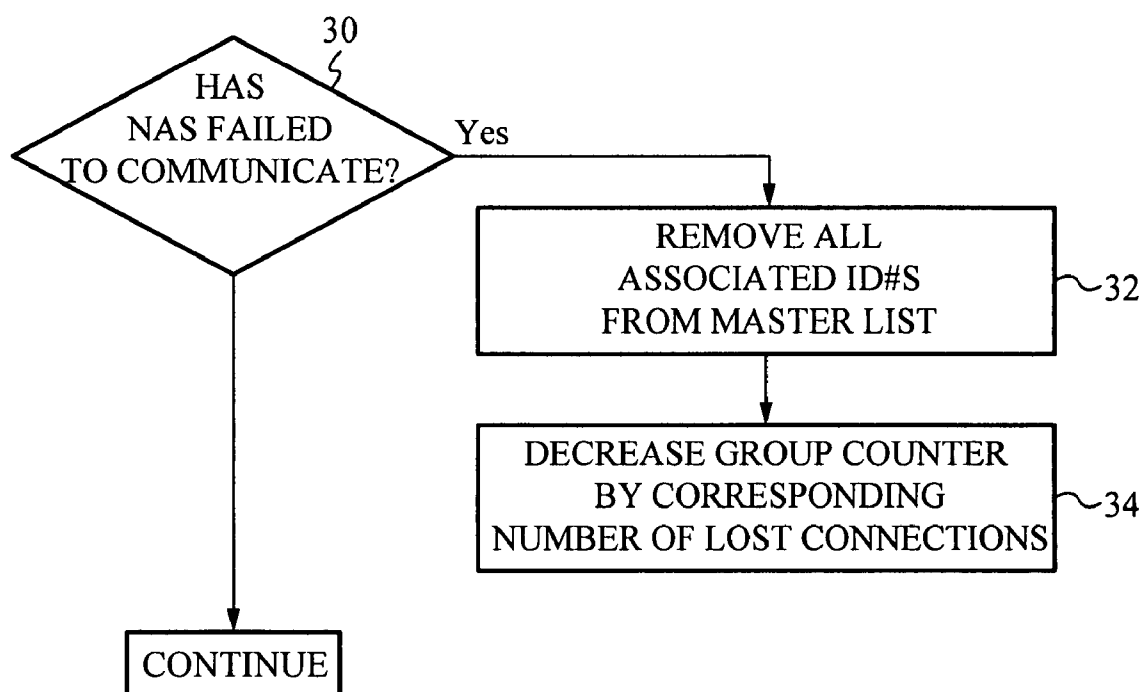 30
HAS
NAS FAILED
TO COMMUNICATE?
Yes
REMOVE ALL
ASSOCIATED ID#S
FROM MASTER LIST
32
DECREASE GROUP COUNTER
BY CORRESPONDING
NUMBER OF LOST CONNECTIONS
34
CONTINUE